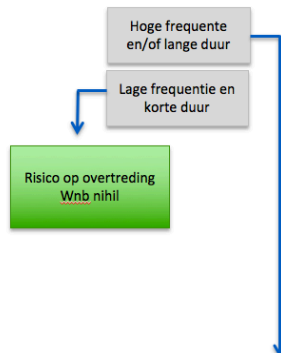 Hoge frequente
en/of lange duur
Lage frequentie en
korte duur
Risico op overtreding
Wnb nihil